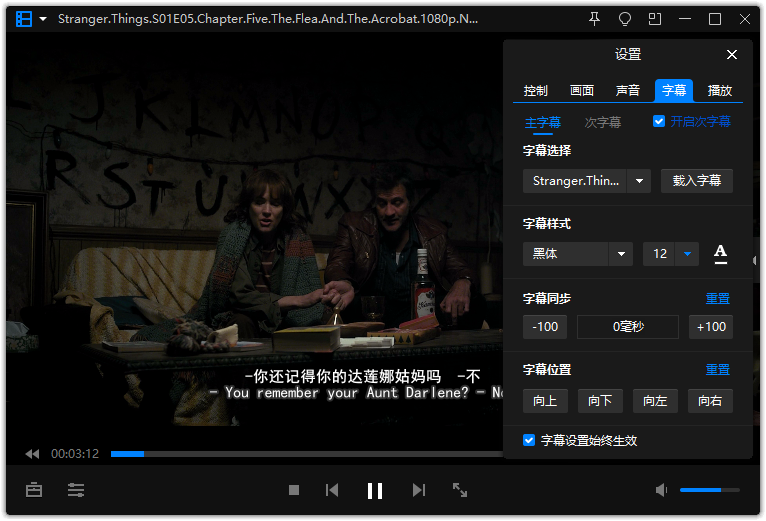 Stranger.Things.S01E05.Chapter.Five.The.Flea.And.The.Acrobat.1080p.N...
设置
控制 画面 声音 字幕 播放
主字幕 次字幕 开启次字幕
字幕选择
Stranger.Thin... 载入字幕
字幕样式
黑体 12 A
字幕同步 重置
-100 0毫秒 +100
字幕位置 重置
向上 向下 向左 向右
字幕设置始终生效
J K L M N
R S T U V W X Y Z
-你还记得你的达莲娜姑妈吗 -不
- You remember your Aunt Darlene? - No
00:03:12